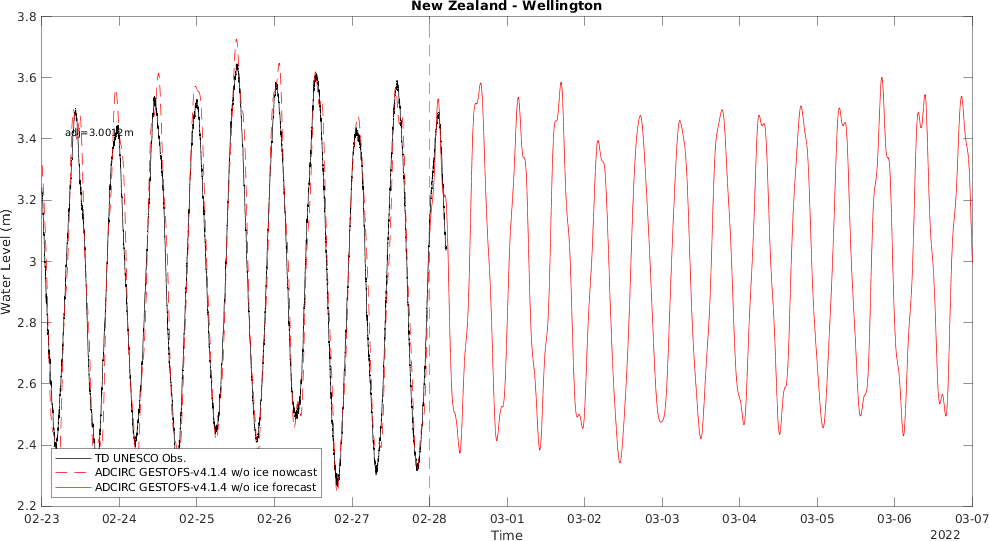 New Zealand - Wellington
3.8
3.6
3.4
3.2
3
2.8
2.6
2.4
2.2
Water Level (m)
adj=3.0012m
TD UNESCO Obs.
ADCIRC GESTOFS-v4.1.4 w/o ice nowcast
ADCIRC GESTOFS-v4.1.4 w/o ice forecast
02-23 02-24 02-25 02-26 02-27 02-28 03-01 03-02 03-03 03-04 03-05 03-06 03-07
Time
2022